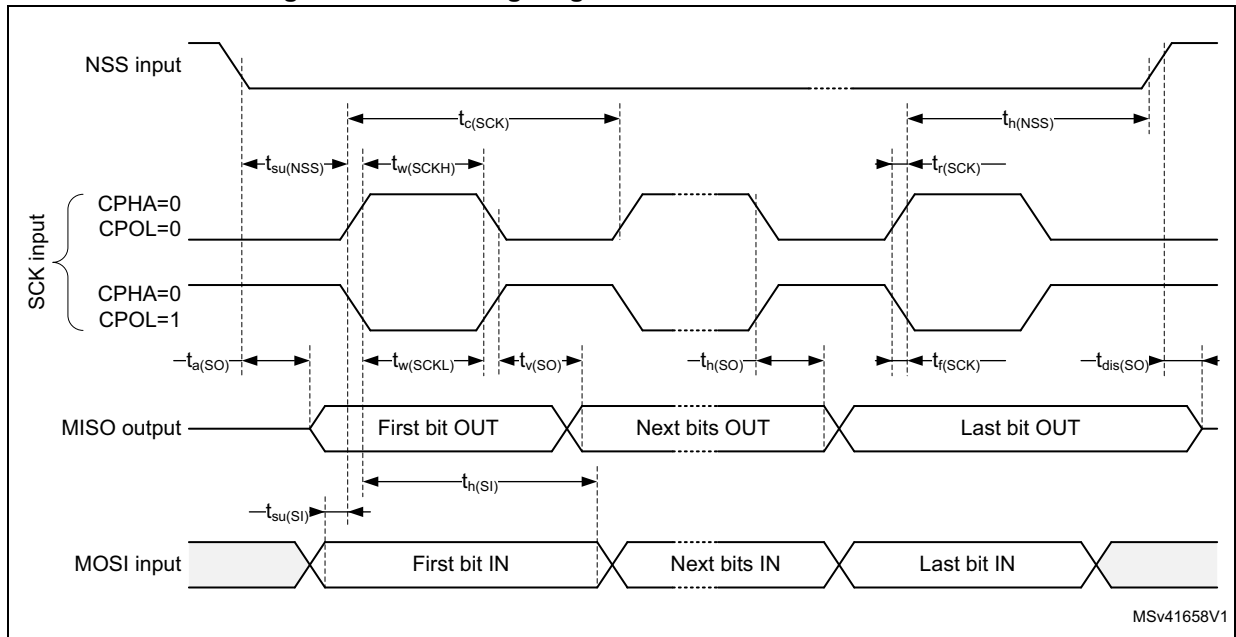 NSS input
tc(SCK)
th(NSS)
tsu(NSS)
tw(SCKH)
tr(SCK)
CPHA=0
CPOL=0
SCK input
CPHA=0
CPOL=1
ta(SO)
tw(SCKL)
tv(SO)
th(SO)
tf(SCK)
tdis(SO)
MISO output
First bit OUT
Next bits OUT
Last bit OUT
th(SI)
tsu(SI)
MOSI input
First bit IN
Next bits IN
Last bit IN
MSv41658V1